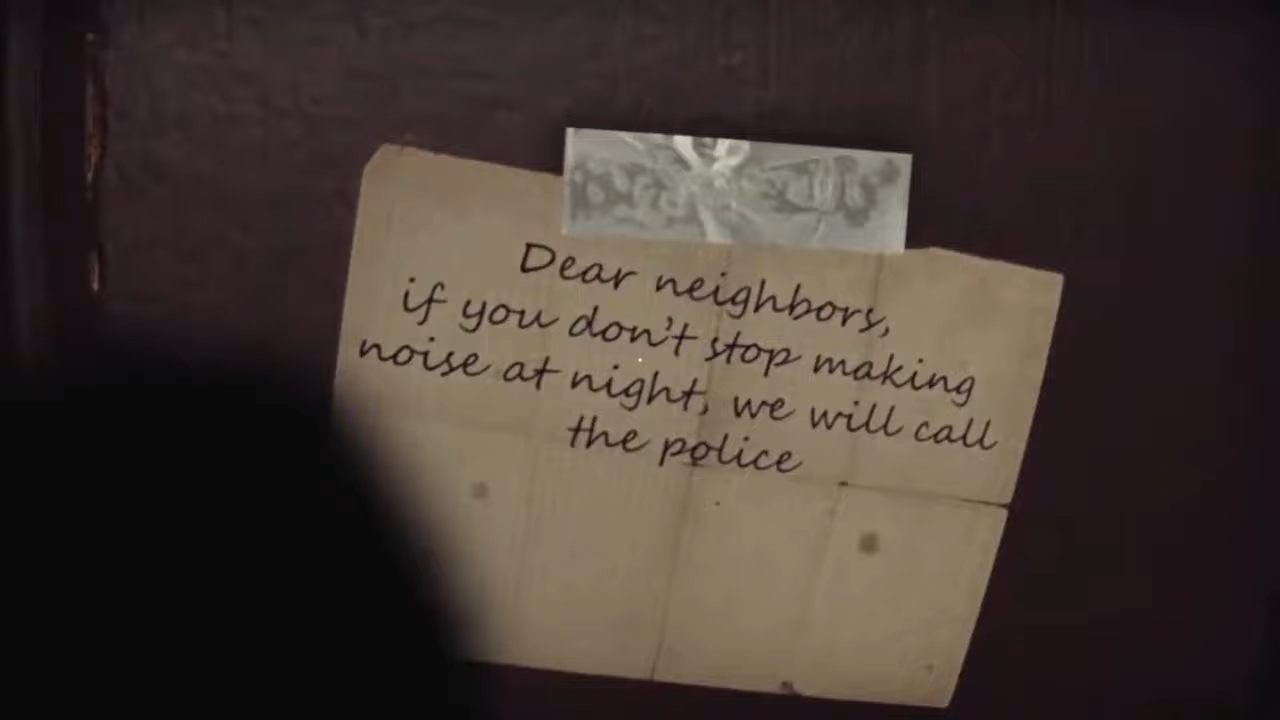 Dear neighbors,
if you don't stop making
noise at night, we will call
the police